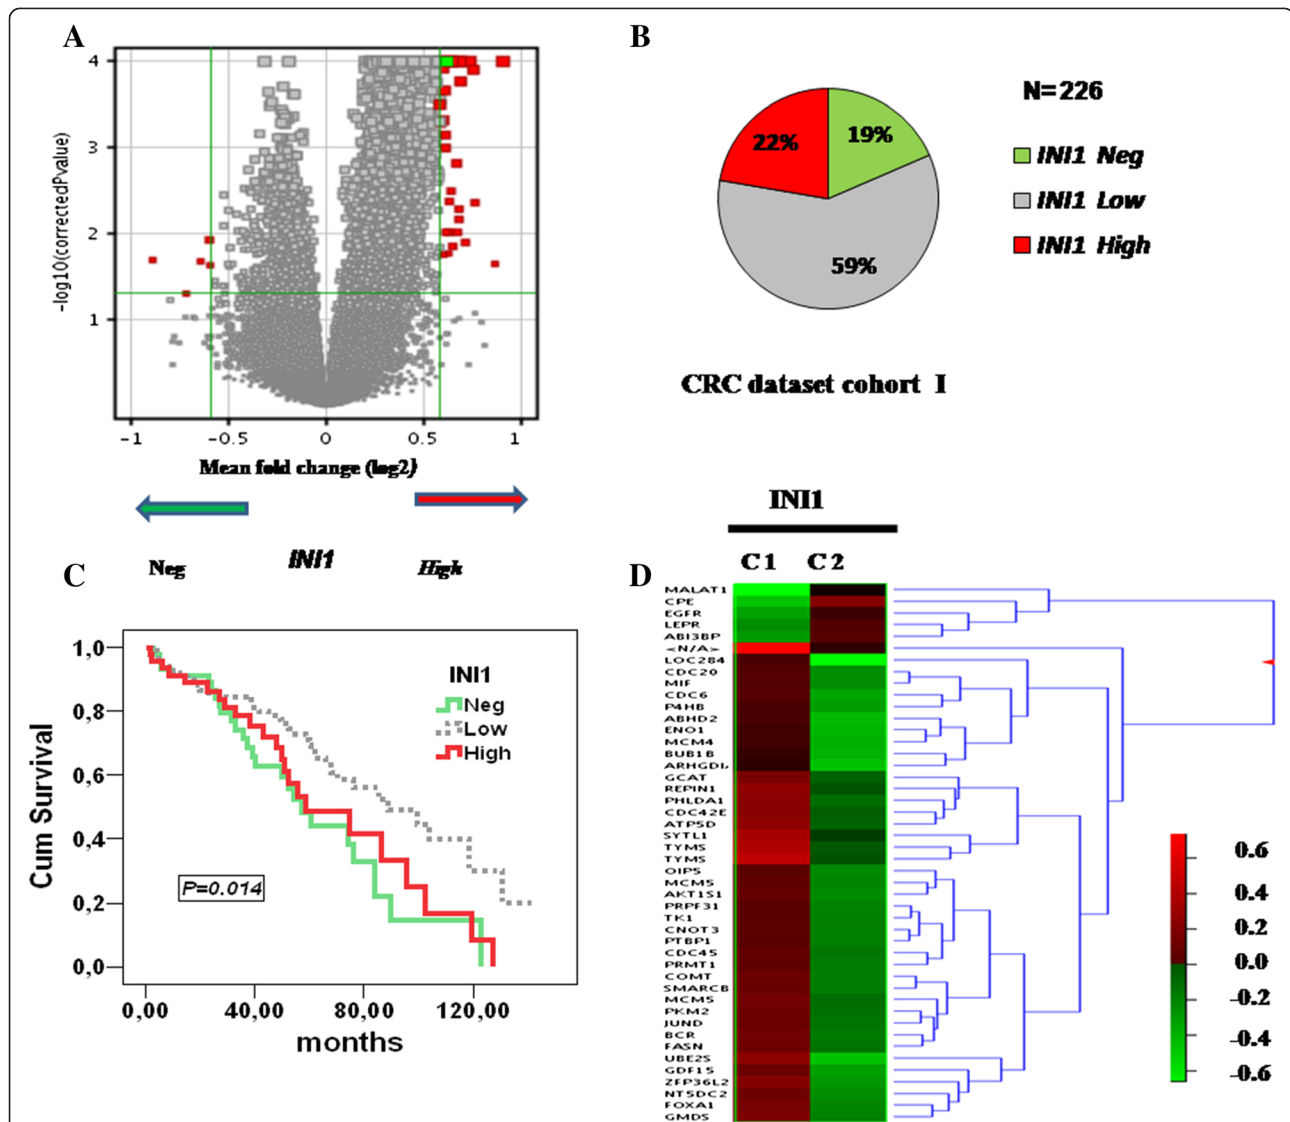 A
4
3
2
1
-log10(correctedPvalue)
-1
-0.5
0
0.5
1
Mean fold change (log2)
Neg
INI1
High
B
22%
19%
59%
N=226
INI1 Neg
INI1 Low
INI1 High
CRC dataset cohort I
C
1,0
0,8
0,6
0,4
0,2
0,0
Cum Survival
INI1
Neg
Low
High
P=0.014
0,00
40,00
80,00
120,00
months
D
INI1
C 1 C 2
MALAT1
CPE
EGFR
LEPR
ABI3BP
<N/A>
LOC284
CDC20
MIF
CDC6
P4HB
ABHD2
ENO1
MCM4
BUB1B
ARHGDI
GCAT
REPIN1
PHLDA1
CDC42E
ATP5D
SYTL1
TYMS
TYMS
OIP5
MCM5
AKT1S1
PRPF31
TK1
CNOT3
PTBP1
CDC45
PRMT1
COMT
SMARCB
MCM5
PKM2
JUND
BCR
FASN
UBE2S
GDF15
ZFP36L2
NT5DC2
FOXA1
GMDS
0.6
0.4
0.2
0.0
-0.2
-0.4
-0.6